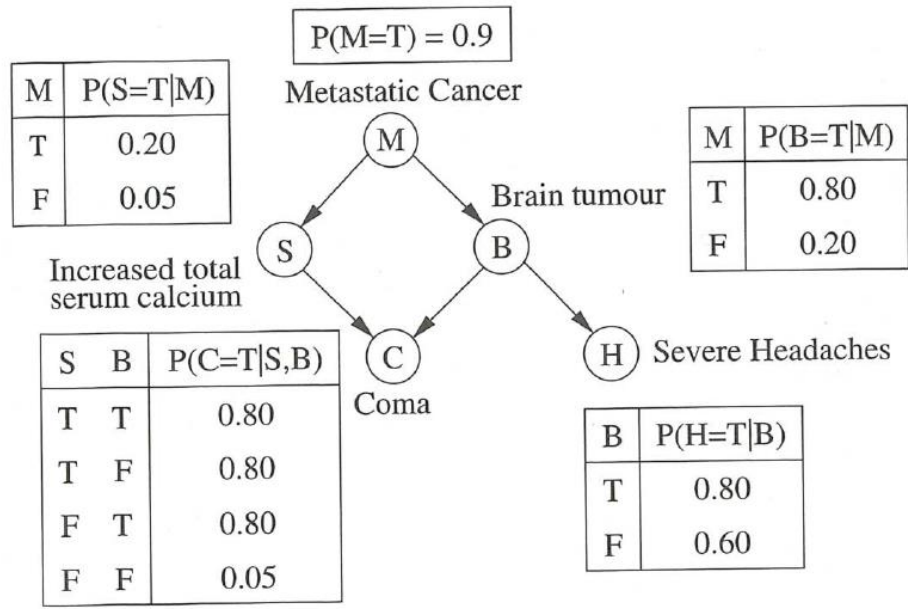 P(M=T) = 0.9
Metastatic Cancer
M
M P(S=T|M)
T 0.20
F 0.05
M P(B=T|M)
T 0.80
F 0.20
Brain tumour
S
B
Increased total
serum calcium
C
Coma
H
Severe Headaches
S B P(C=T|S,B)
T T 0.80
T F 0.80
F T 0.80
F F 0.05
B P(H=T|B)
T 0.80
F 0.60